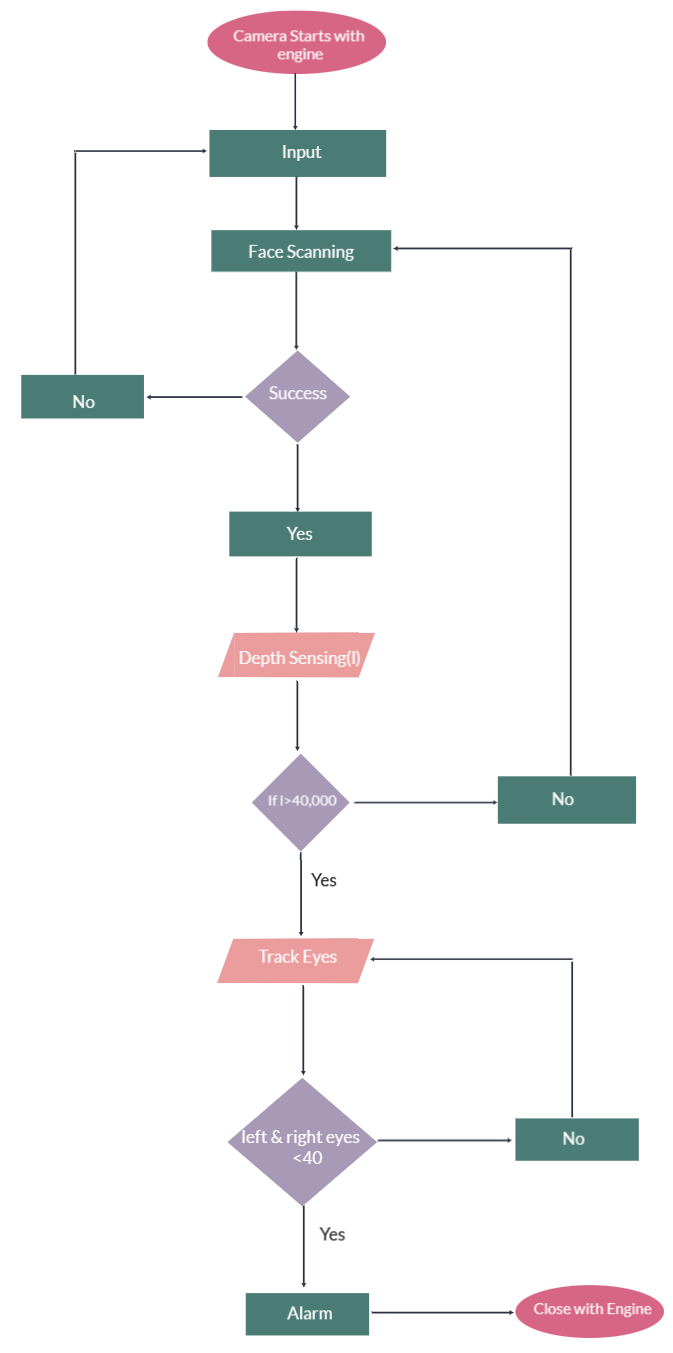 Camera Starts with
engine
Input
Face Scanning
Success
No
Yes
Depth Sensing(I)
If I>40,000
No
Yes
Track Eyes
left & right eyes
<40
No
Yes
Alarm
Close with Engine